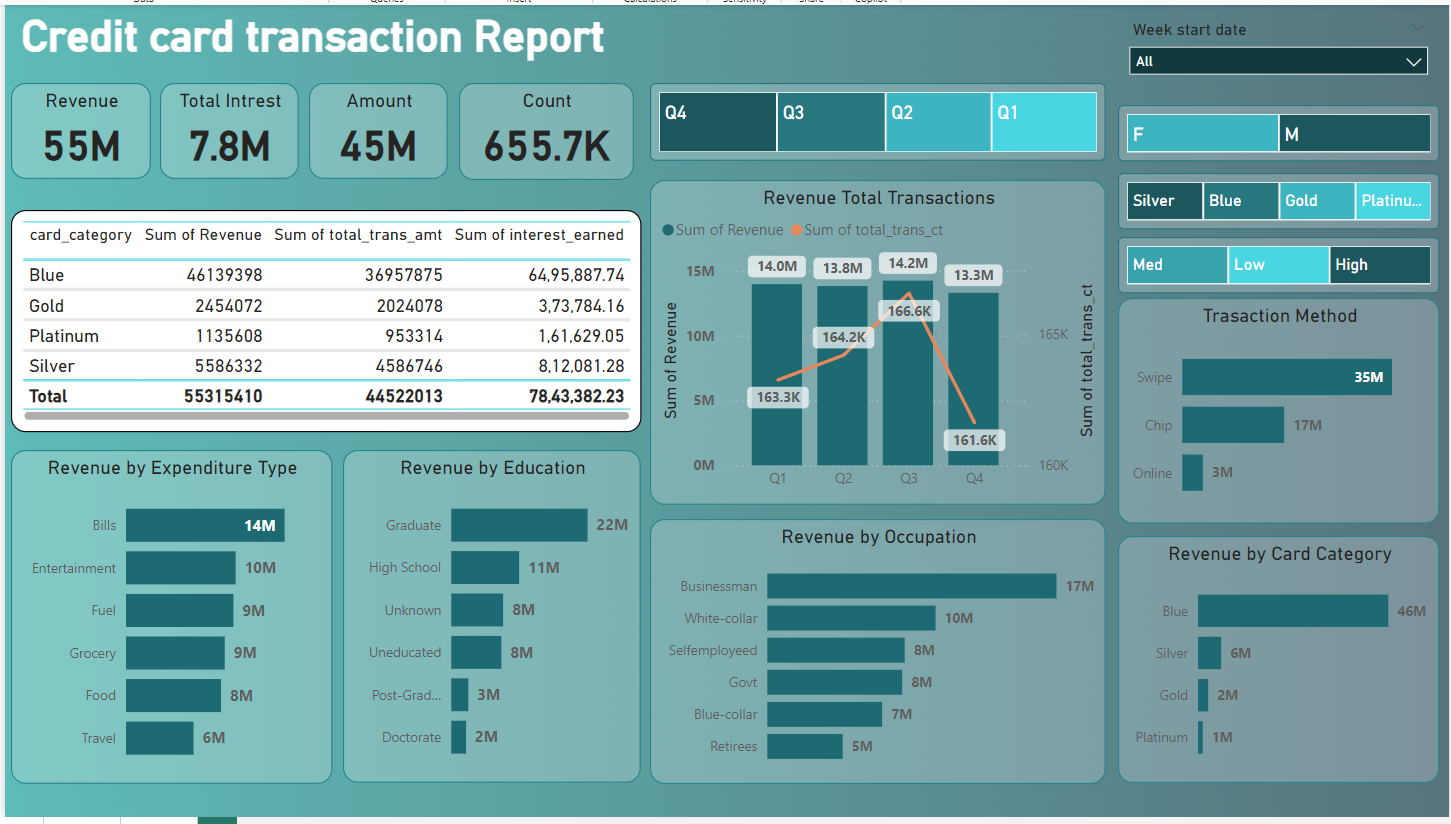 Data Queries Insert Calculations Sensitivity Share Copilot
Credit card transaction Report
Week start date
All
Revenue
55M
Total Intrest
7.8M
Amount
45M
Count
655.7K
Q4 Q3 Q2 Q1
F M
Silver Blue Gold Platinu...
Med Low High
card_category Sum of Revenue Sum of total_trans_amt Sum of interest_earned
Blue 46139398 36957875 64,95,887.74
Gold 2454072 2024078 3,73,784.16
Platinum 1135608 953314 1,61,629.05
Silver 5586332 4586746 8,12,081.28
Total 55315410 44522013 78,43,382.23
Revenue Total Transactions
Sum of Revenue Sum of total_trans_ct
Sum of Revenue
15M
10M
5M
0M
14.0M 13.8M 14.2M 13.3M
163.3K 164.2K 166.6K 161.6K
Q1 Q2 Q3 Q4
165K
160K
Sum of total_trans_ct
Trasaction Method
Swipe 35M
Chip 17M
Online 3M
Revenue by Expenditure Type
Bills 14M
Entertainment 10M
Fuel 9M
Grocery 9M
Food 8M
Travel 6M
Revenue by Education
Graduate 22M
High School 11M
Unknown 8M
Uneducated 8M
Post-Grad... 3M
Doctorate 2M
Revenue by Occupation
Businessman 17M
White-collar 10M
Selfemployeed 8M
Govt 8M
Blue-collar 7M
Retirees 5M
Revenue by Card Category
Blue 46M
Silver 6M
Gold 2M
Platinum 1M